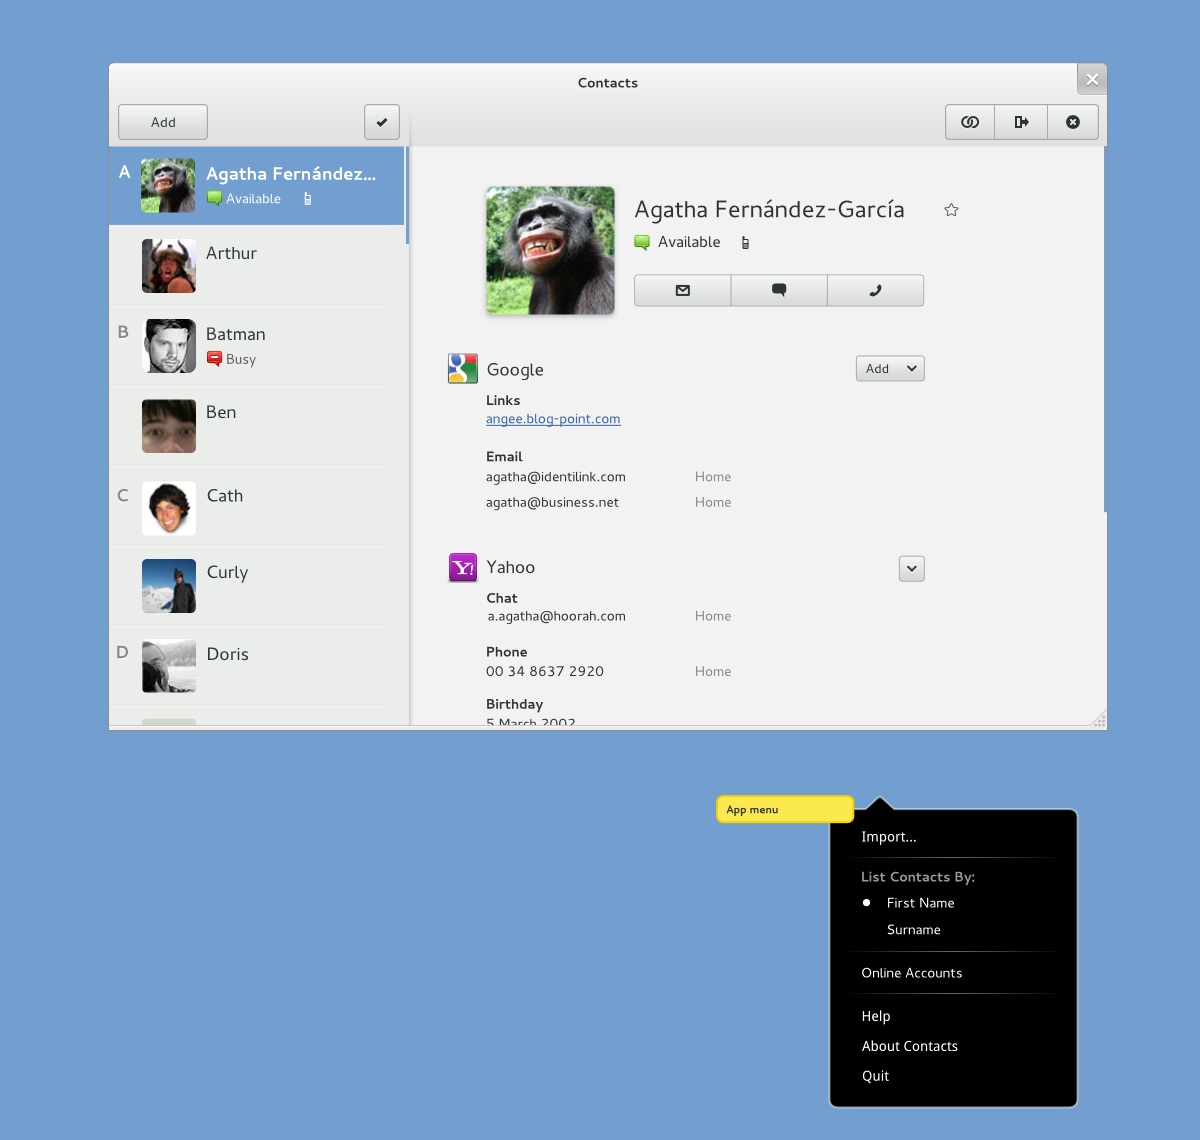 Contacts
Add
A
Agatha Fernández...
Available
Arthur
B
Batman
Busy
Ben
C
Cath
Curly
D
Doris
Agatha Fernández-García
Available
Google
Add
Links
angee.blog-point.com
Email
agatha@identilink.com Home
agatha@business.net Home
Y!
Yahoo
Chat
a.agatha@hoorah.com Home
Phone
00 34 8637 2920 Home
Birthday
5 March 2002
App menu
Import...
List Contacts By:
First Name
Surname
Online Accounts
Help
About Contacts
Quit